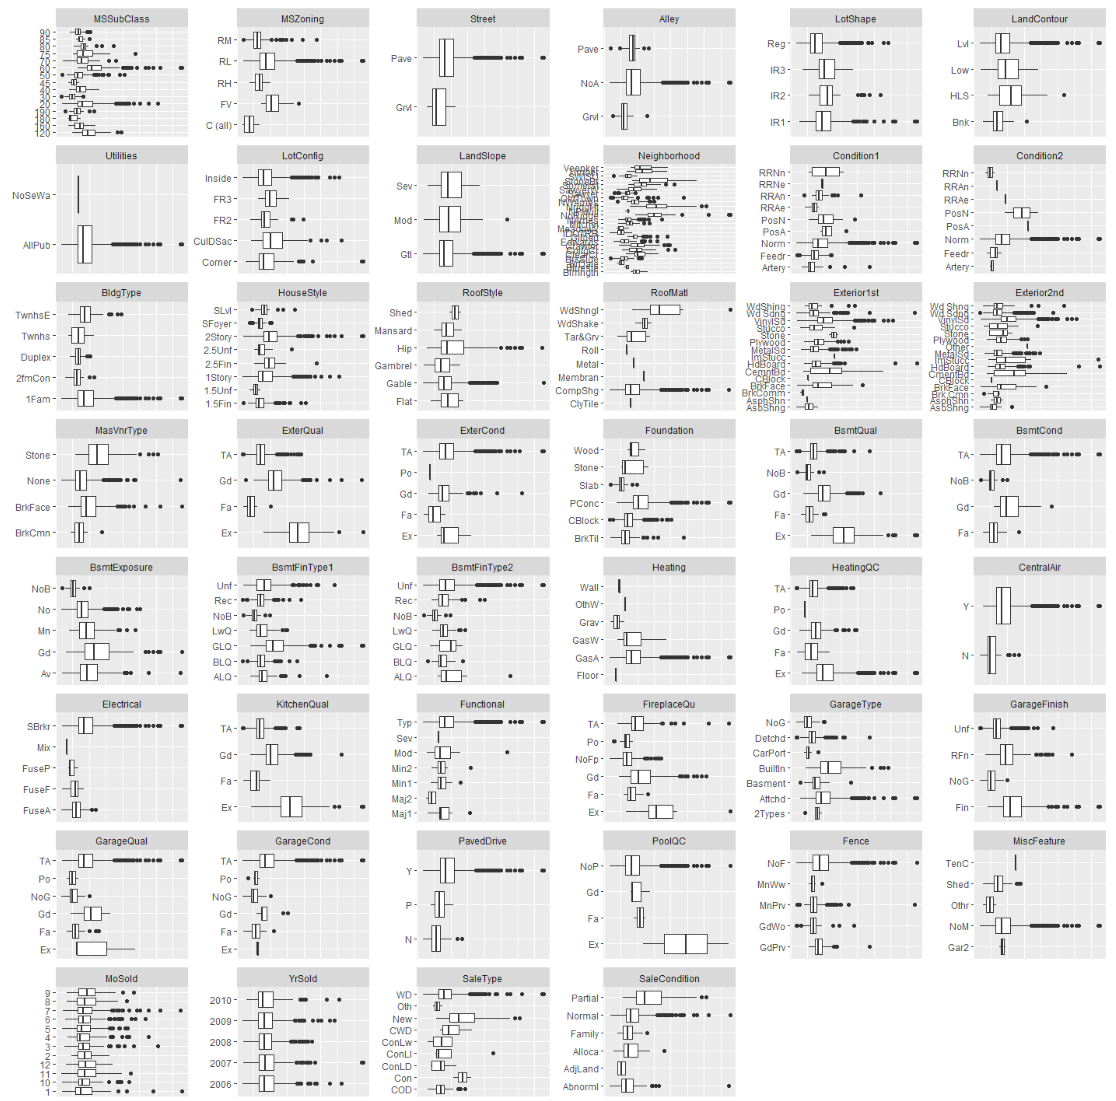 MSSubClass MSZoning Street Alley LotShape LandContour
90
85
80
75
70
60
50
45
40
30
20
190
180
160
120
RM
RL
RH
FV
C (all)
Pave
Grvl
Pave
NoA
Grvl
Reg
IR3
IR2
IR1
Lvl
Low
HLS
Bnk
Utilities LotConfig LandSlope Neighborhood Condition1 Condition2
NoSeWa
AllPub
Inside
FR3
FR2
CulDSac
Corner
Sev
Mod
Gtl
Veenker
Blmngtn
RRNn
RRNe
RRAn
RRAe
PosN
PosA
Norm
Feedr
Artery
RRNn
RRAn
RRAe
PosN
PosA
Norm
Feedr
Artery
BldgType HouseStyle RoofStyle RoofMatl Exterior1st Exterior2nd
TwnhsE
Twnhs
Duplex
2fmCon
1Fam
SLvl
SFoyer
2Story
2.5Unf
2.5Fin
1Story
1.5Unf
1.5Fin
Shed
Mansard
Hip
Gambrel
Gable
Flat
WdShngl
WdShake
Tar&Grv
Roll
Metal
Membran
CompShg
ClyTile
WdShing
Wd Sdng
VinylSd
Stucco
Stone
Plywood
MetalSd
ImStucc
HdBoard
CemntBd
CBlock
BrkFace
BrkComm
AsphShn
AsbShng
Wd Shng
Wd Sdng
VinylSd
Stucco
Stone
Plywood
Other
MetalSd
ImStucc
HdBoard
CmentBd
CBlock
BrkFace
Brk Cmn
AsphShn
AsbShng
MasVnrType ExterQual ExterCond Foundation BsmtQual BsmtCond
Stone
None
BrkFace
BrkCmn
TA
Gd
Fa
Ex
TA
Po
Gd
Fa
Ex
Wood
Stone
Slab
PConc
CBlock
BrkTil
TA
NoB
Gd
Fa
Ex
TA
NoB
Gd
Fa
BsmtExposure BsmtFinType1 BsmtFinType2 Heating HeatingQC CentralAir
NoB
No
Mn
Gd
Av
Unf
Rec
NoB
LwQ
GLQ
BLQ
ALQ
Unf
Rec
NoB
LwQ
GLQ
BLQ
ALQ
Wall
OthW
Grav
GasW
GasA
Floor
TA
Po
Gd
Fa
Ex
Y
N
Electrical KitchenQual Functional FireplaceQu GarageType GarageFinish
SBrkr
Mix
FuseP
FuseF
FuseA
TA
Gd
Fa
Ex
Typ
Sev
Mod
Min2
Min1
Maj2
Maj1
TA
Po
NoFp
Gd
Fa
Ex
NoG
Detchd
CarPort
BuiltIn
Basment
Attchd
2Types
Unf
RFn
NoG
Fin
GarageQual GarageCond PavedDrive PoolQC Fence MiscFeature
TA
Po
NoG
Gd
Fa
Ex
TA
Po
NoG
Gd
Fa
Ex
Y
P
N
NoP
Gd
Fa
Ex
NoF
MnWw
MnPrv
GdWo
GdPrv
TenC
Shed
Othr
NoM
Gar2
MoSold YrSold SaleType SaleCondition
9
8
7
6
5
4
3
2
12
11
10
1
2010
2009
2008
2007
2006
WD
Oth
New
CWD
ConLw
ConLI
ConLD
Con
COD
Partial
Normal
Family
Alloca
AdjLand
Abnorml